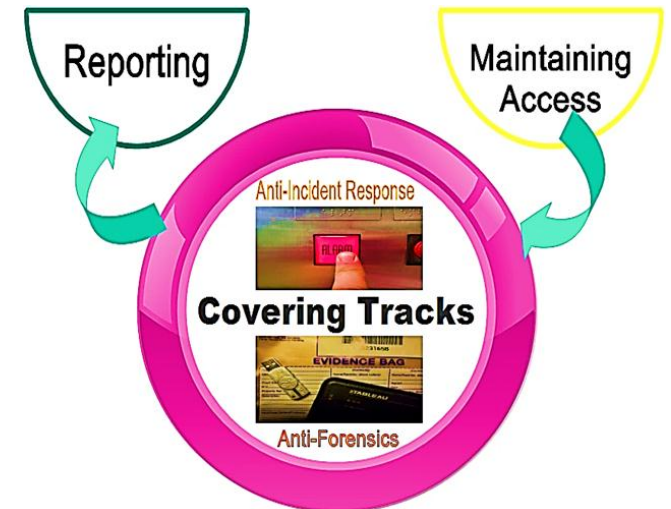 Reporting
Maintaining
Access
Anti-Incident Response
ALARM
Covering Tracks
EVIDENCE BAG
TABLEAU
Anti-Forensics